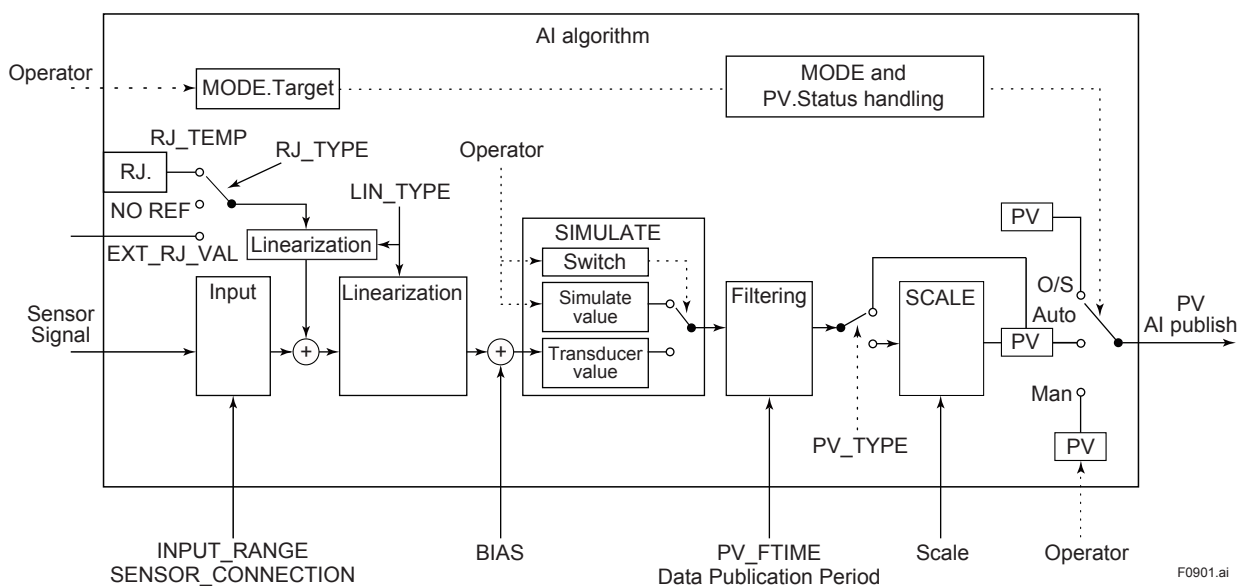 AI algorithm
Operator
MODE.Target
MODE and
PV.Status handling
RJ_TEMP
RJ_TYPE
RJ.
Operator
LIN_TYPE
NO REF
PV
EXT_RJ_VAL
Linearization
SIMULATE
Switch
Input
Linearization
Simulate
value
Filtering
SCALE
O/S
Auto
PV
AI publish
Sensor
Signal
+
+
Transducer
value
PV
Man
PV_TYPE
PV
INPUT_RANGE
SENSOR_CONNECTION
BIAS
PV_FTIME
Data Publication Period
Scale
Operator
F0901.ai